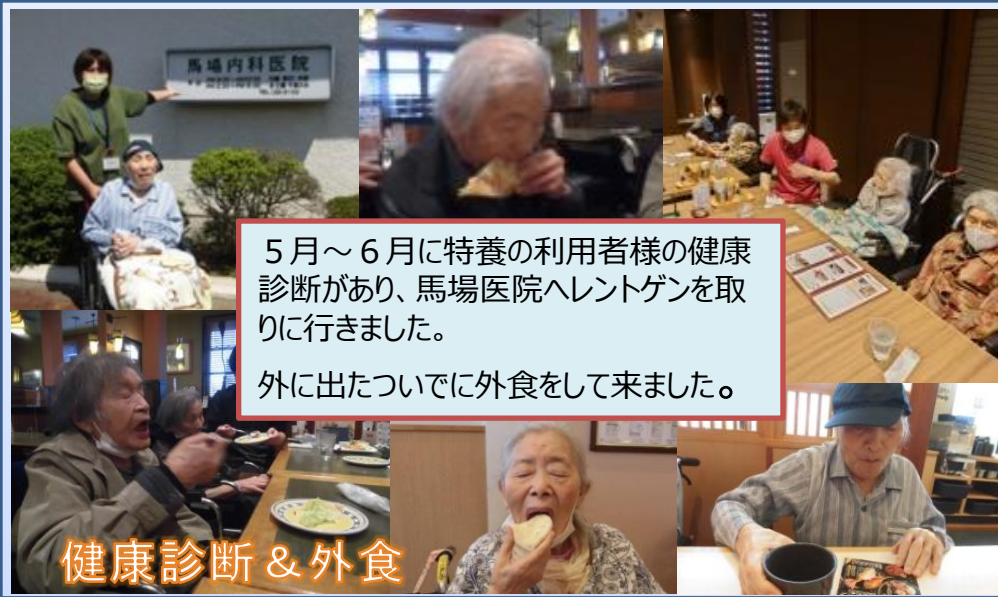 馬場内科医院
５月～６月に特養の利用者様の健康
診断があり、馬場医院へレントゲンを取
りに行きました。
外に出たついでに外食をして来ました。
健康診断＆外食